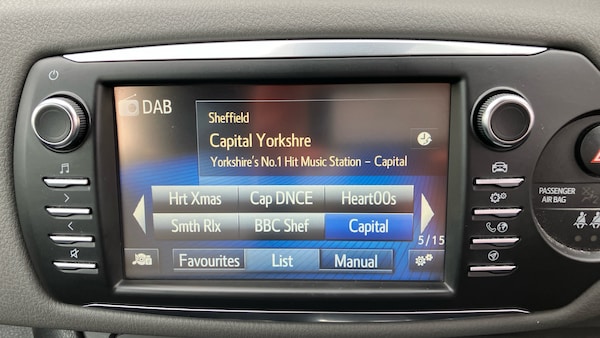 DAB
Sheffield
Capital Yorkshre
Yorkshire's No.1 Hit Music Station – Capital
Hrt Xmas Cap DNCE Heart00s
Smth Rlx BBC Shef Capital
5/15
Favourites List Manual
PASSENGER
AIR BAG